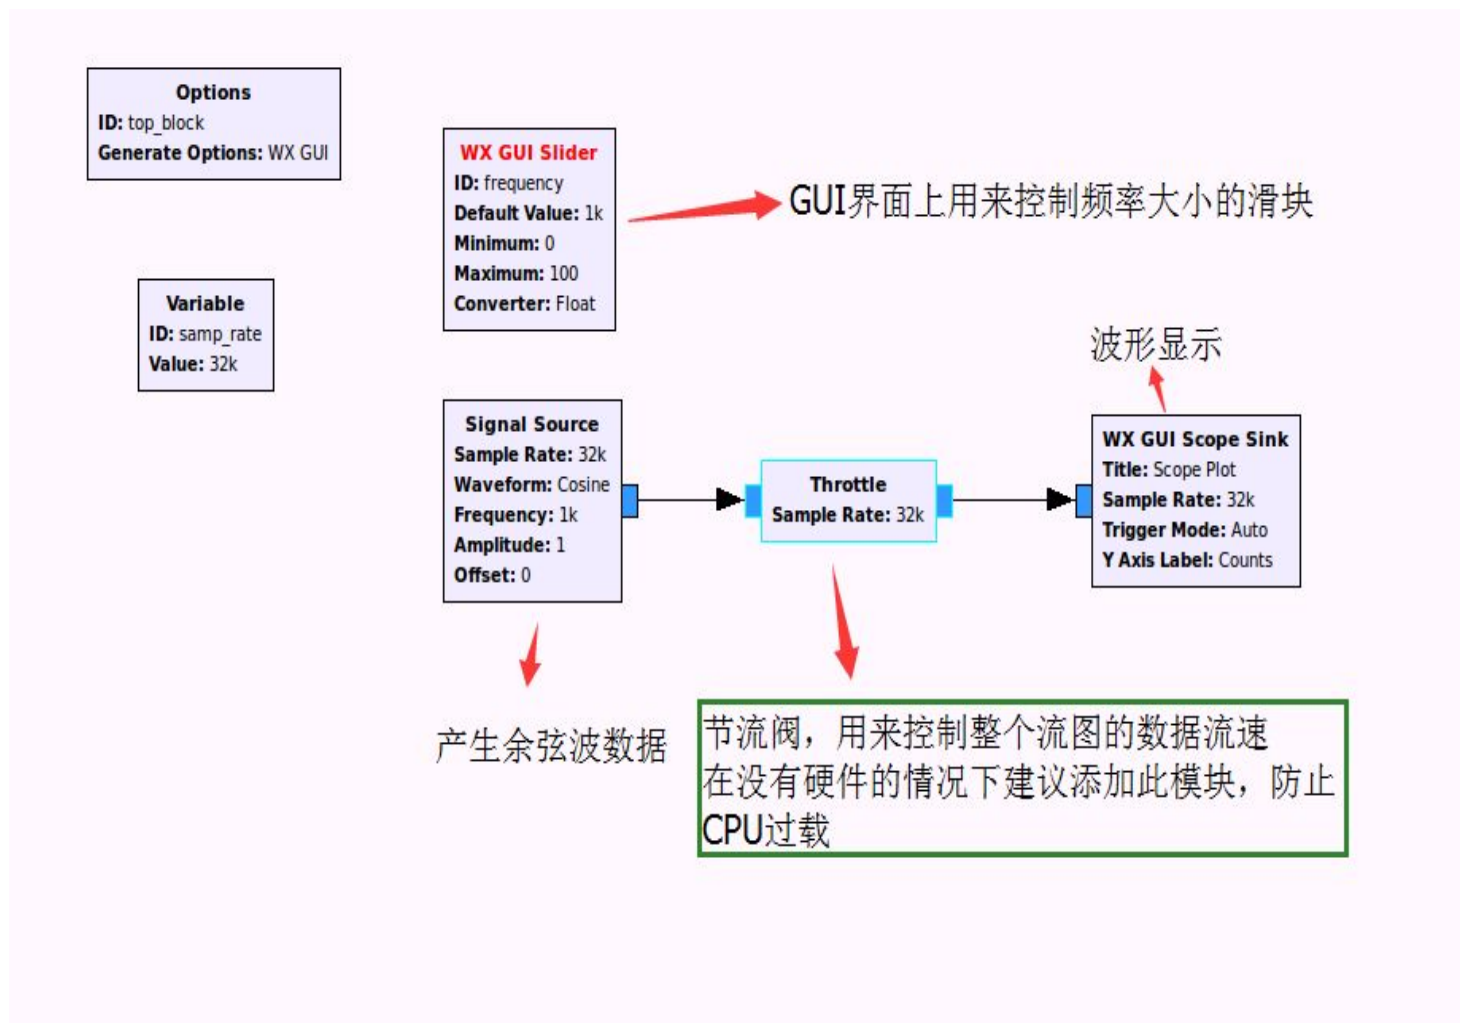 Options
ID: top_block
Generate Options: WX GUI
WX GUI Slider
ID: frequency
Default Value: 1k
Minimum: 0
Maximum: 100
Converter: Float
GUI界面上用来控制频率大小的滑块
Variable
ID: samp_rate
Value: 32k
波形显示
Signal Source
Sample Rate: 32k
Waveform: Cosine
Frequency: 1k
Amplitude: 1
Offset: 0
Throttle
Sample Rate: 32k
WX GUI Scope Sink
Title: Scope Plot
Sample Rate: 32k
Trigger Mode: Auto
Y Axis Label: Counts
产生余弦波数据
节流阀，用来控制整个流图的数据流速
在没有硬件的情况下建议添加此模块，防止
CPU过载